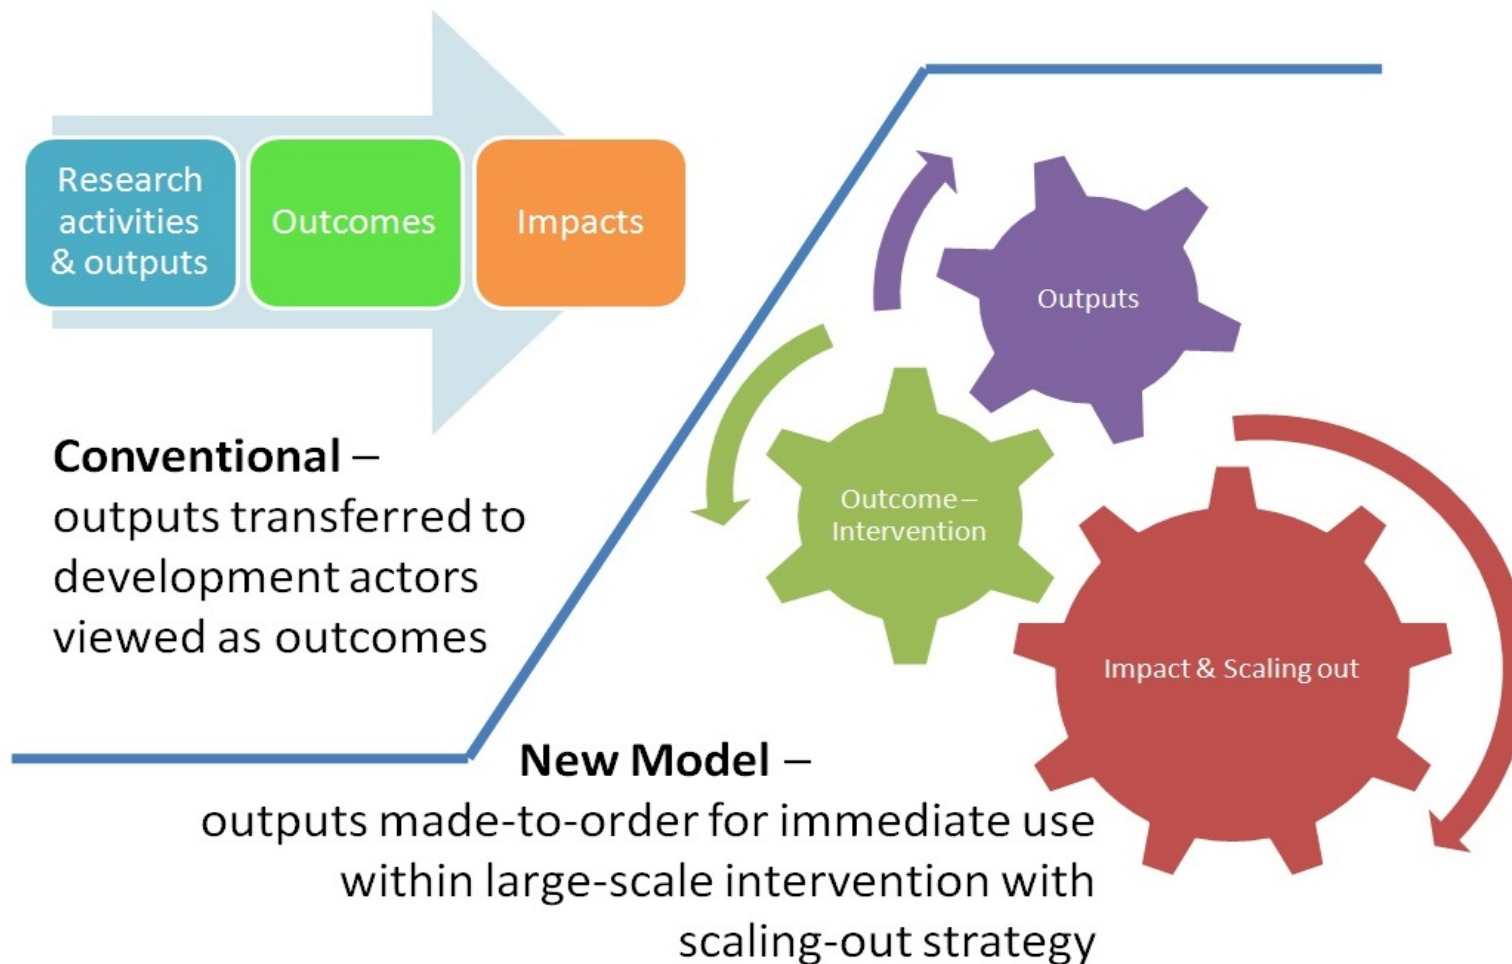 Research
activities
& outputs
Outcomes
Impacts
Conventional –
outputs transferred to
development actors
viewed as outcomes
Outputs
Outcome –
Intervention
Impact & Scaling out
New Model –
outputs made-to-order for immediate use
within large-scale intervention with
scaling-out strategy